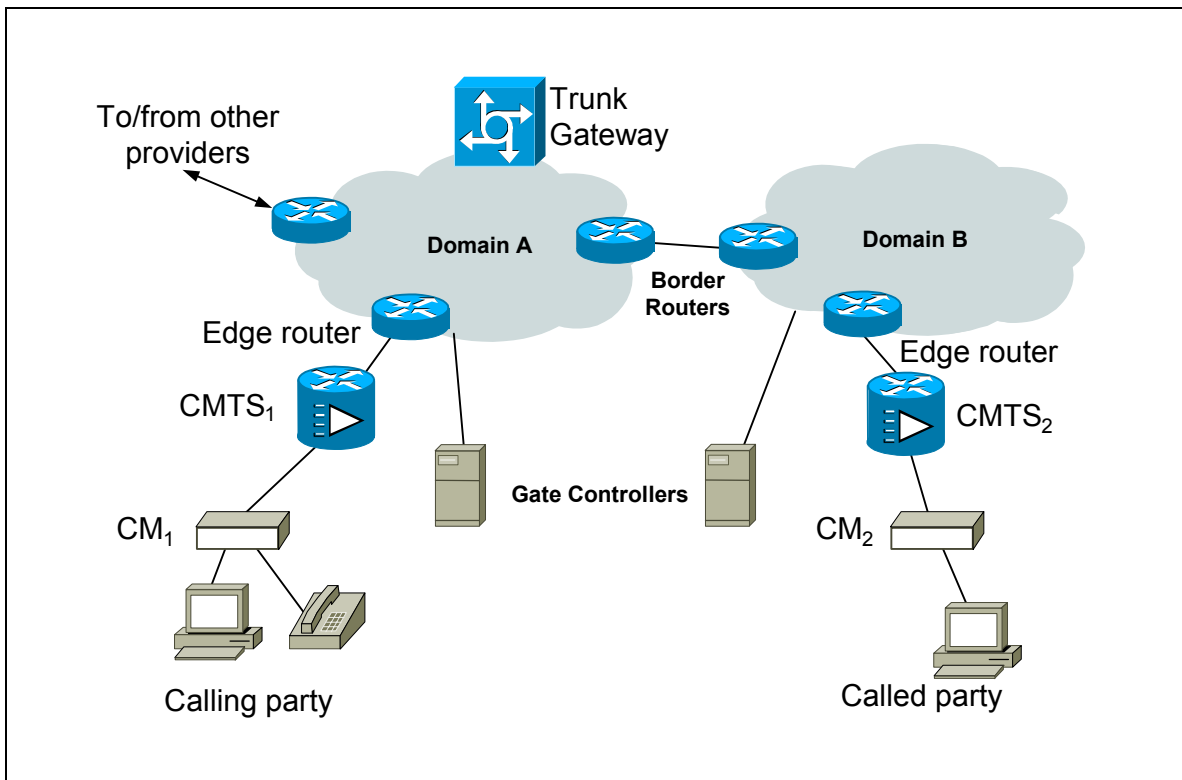 Trunk
Gateway
To/from other
providers
Domain A
Domain B
Border
Routers
Edge router
Edge router
CMTS₁
CMTS₂
Gate Controllers
CM₁
CM₂
Calling party
Called party